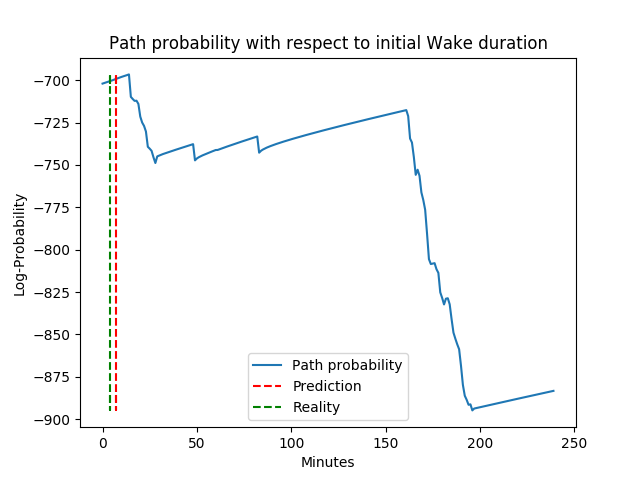 Path probability with respect to initial Wake duration
−700
−725
−750
−775
−800
−825
−850
−875
−900
Log-Probability
Path probability
Prediction
Reality
0
50
100
150
200
250
Minutes